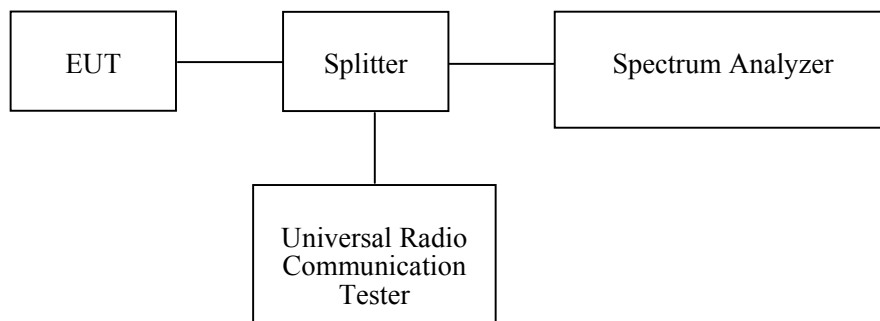 EUT
Splitter
Spectrum Analyzer
Universal Radio
Communication
Tester